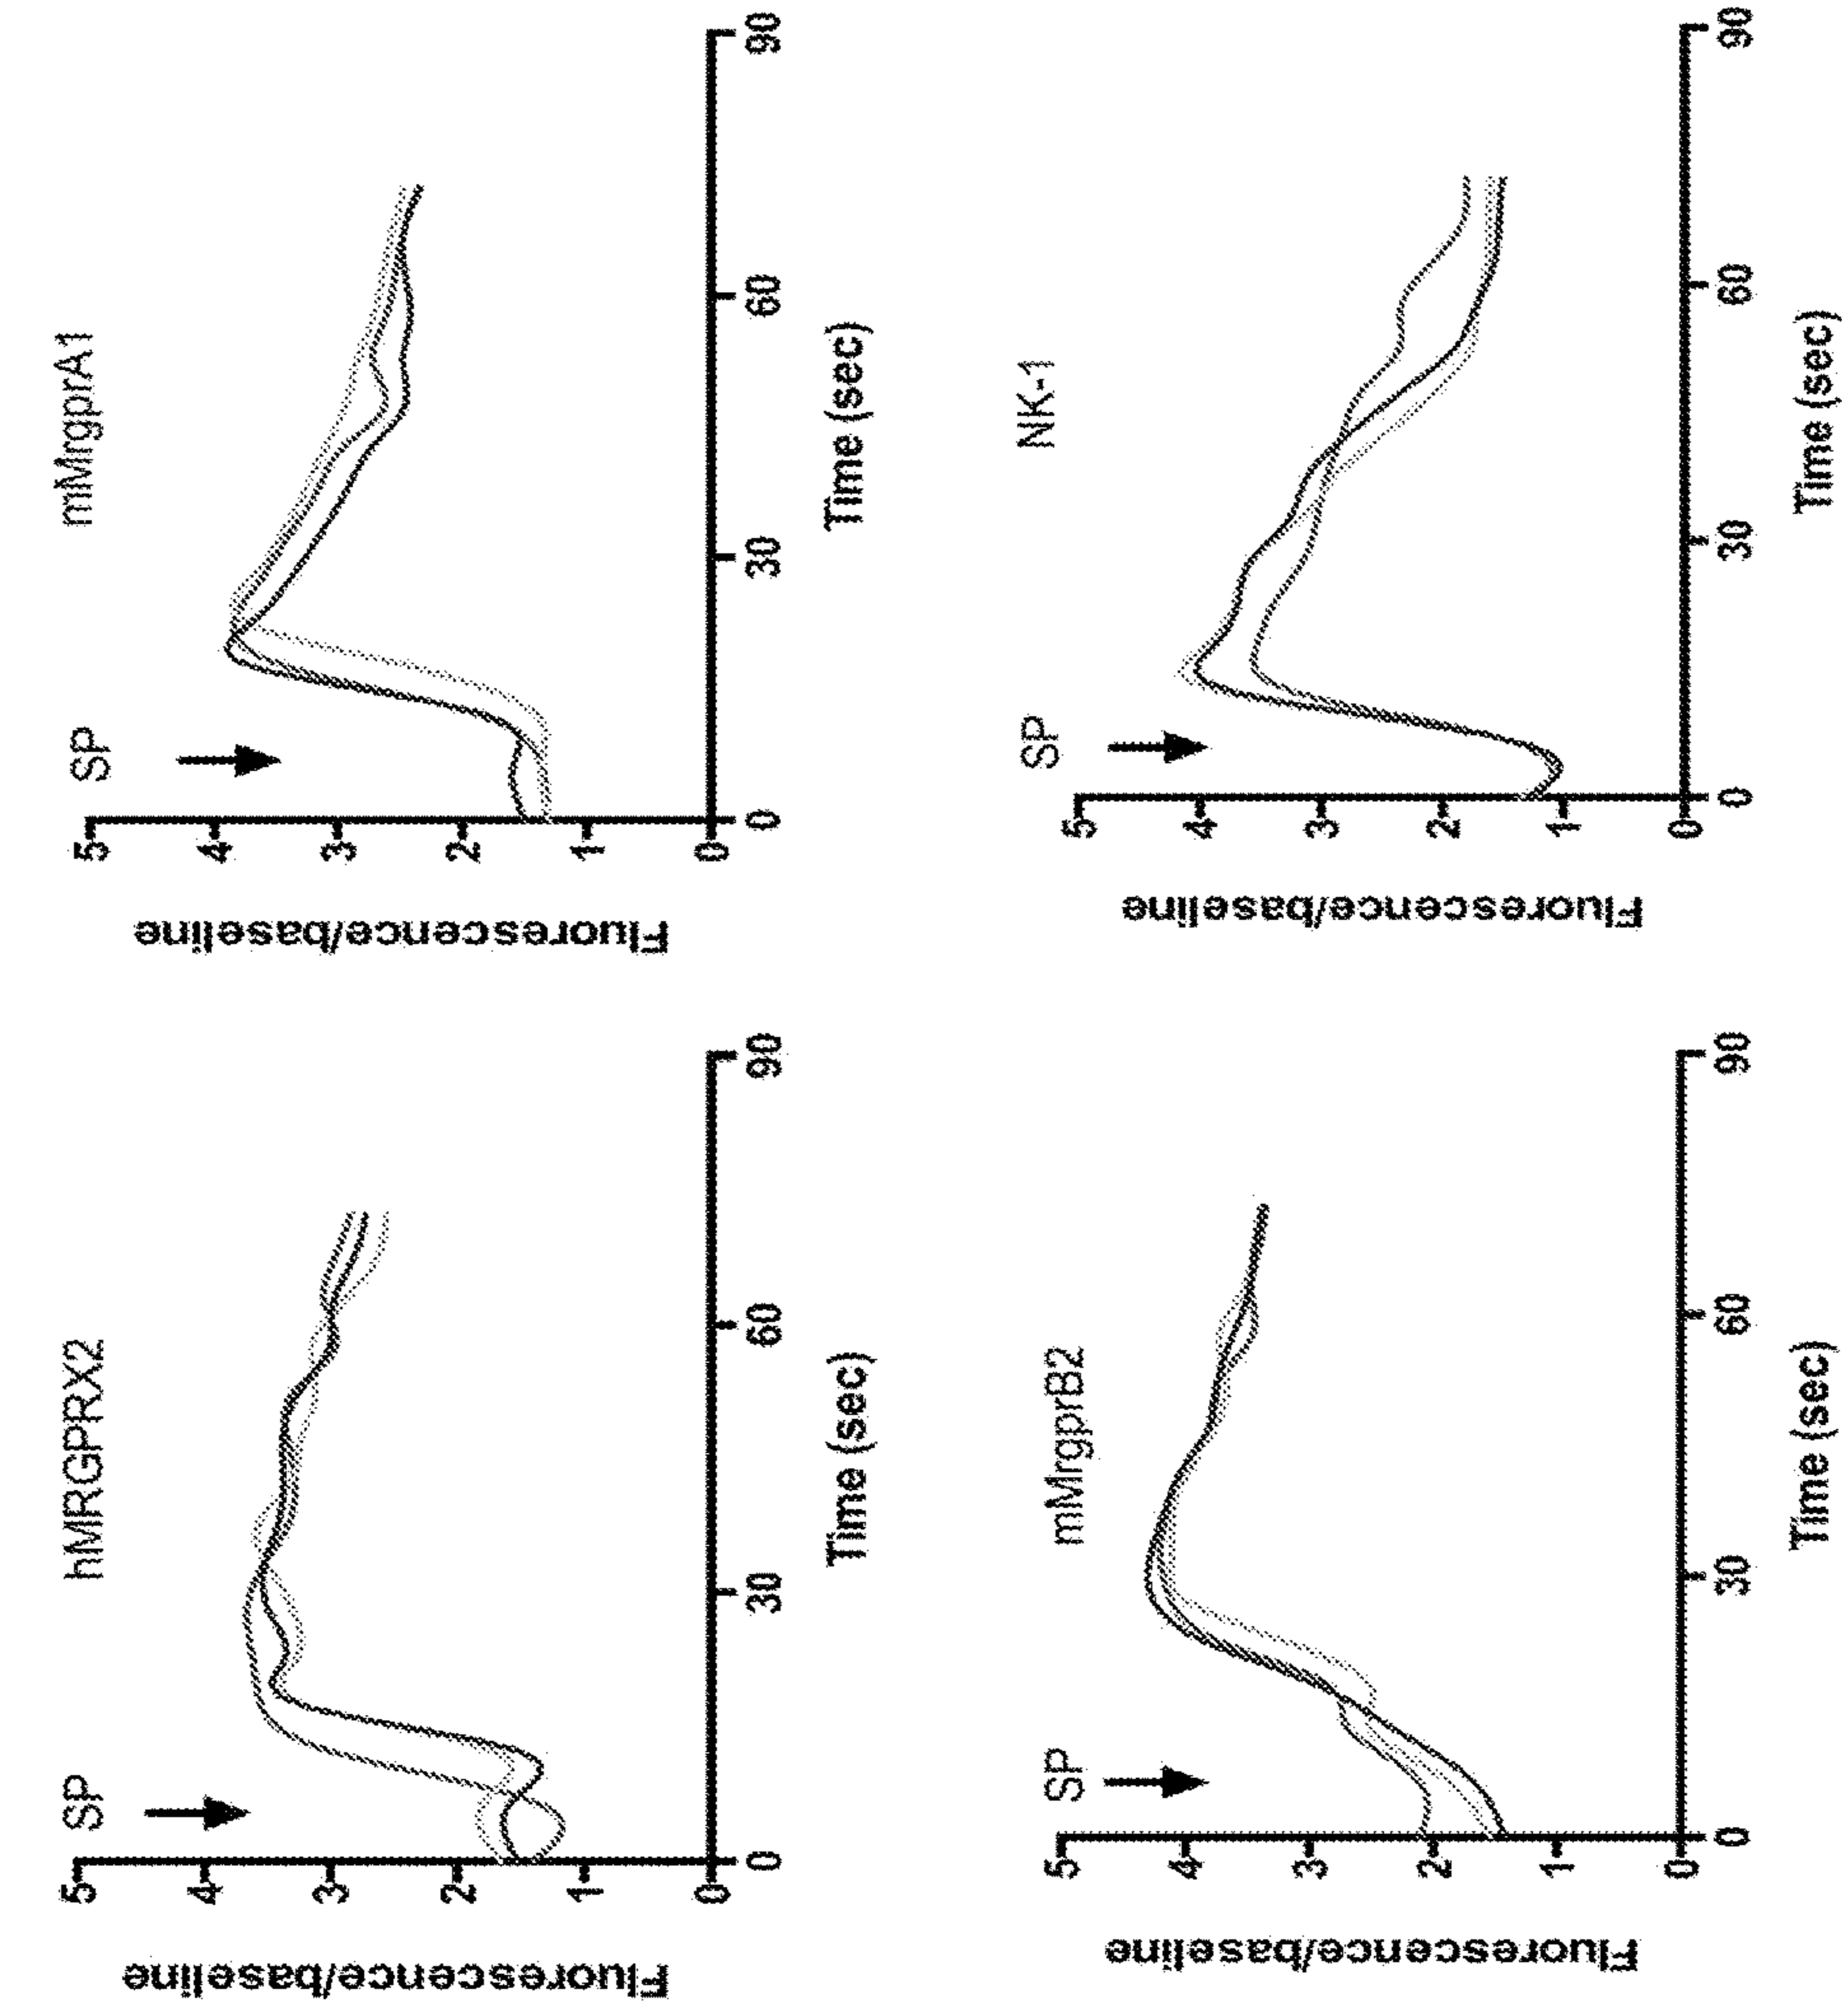 hMRGPRX2
SP
Fluorescence/baseline
5
4
3
2
1
0
0
30
60
90
Time (sec)
mMrgprA1
SP
Fluorescence/baseline
5
4
3
2
1
0
0
30
60
90
Time (sec)
mMrgprB2
SP
Fluorescence/baseline
5
4
3
2
1
0
0
30
60
90
Time (sec)
NK-1
SP
Fluorescence/baseline
5
4
3
2
1
0
0
30
60
90
Time (sec)